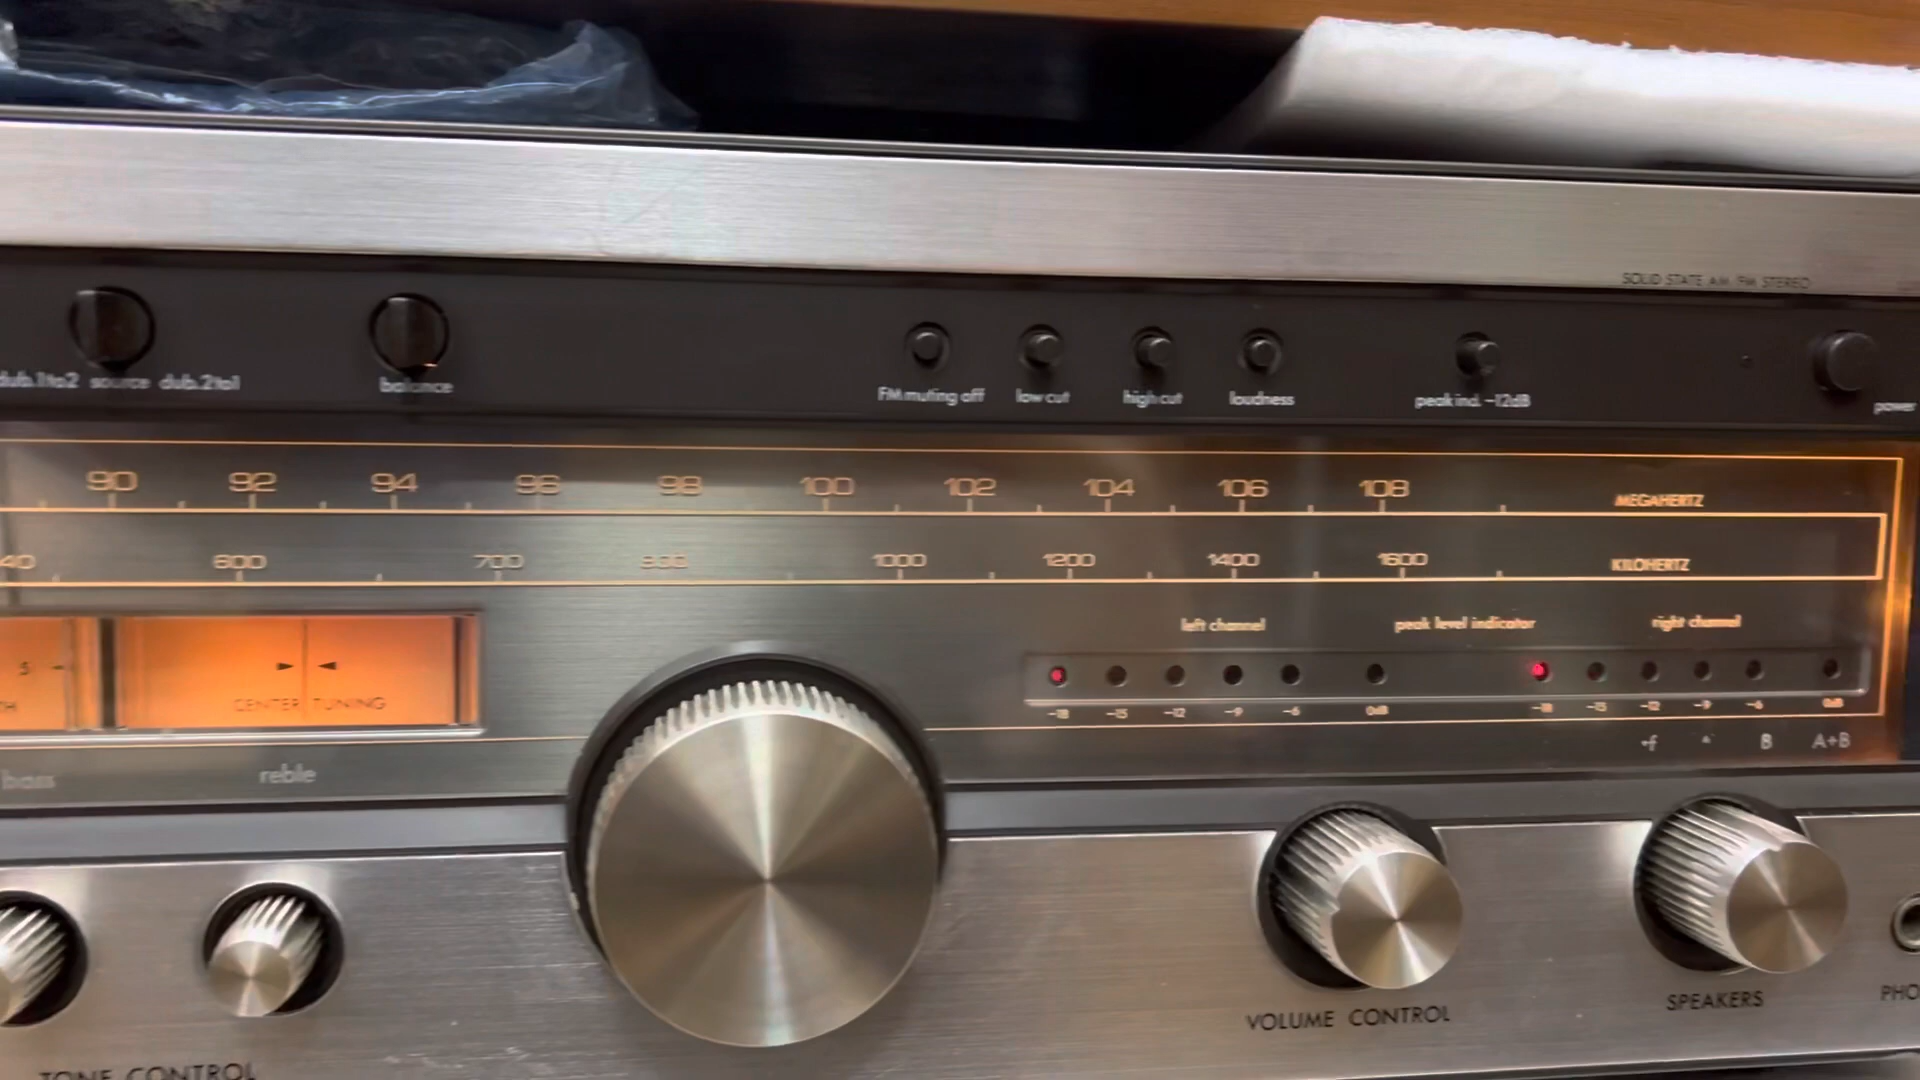 SOLID STATE AM/FM STEREO
dub.1to2 source dub.2to1
balance
FM muting off low cut high cut loudness
peak ind. -12dB
power
90 92 94 96 98 100 102 104 106 108 MEGAHERTZ
40 600 700 800 1000 1200 1400 1600 KILOHERTZ
left channel peak level indicator right channel
5
CENTER TUNING
-18 -15 -12 -9 -6 0dB -18 -15 -12 -9 -6 0dB
B A+B
bass reble
VOLUME CONTROL
SPEAKERS
PHO
TONE CONTROL